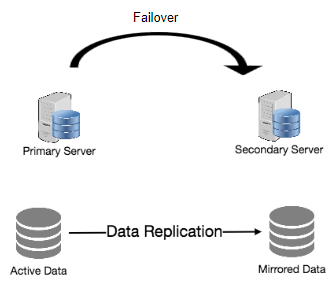 Failover
Primary Server
Secondary Server
Data Replication
Active Data
Mirrored Data